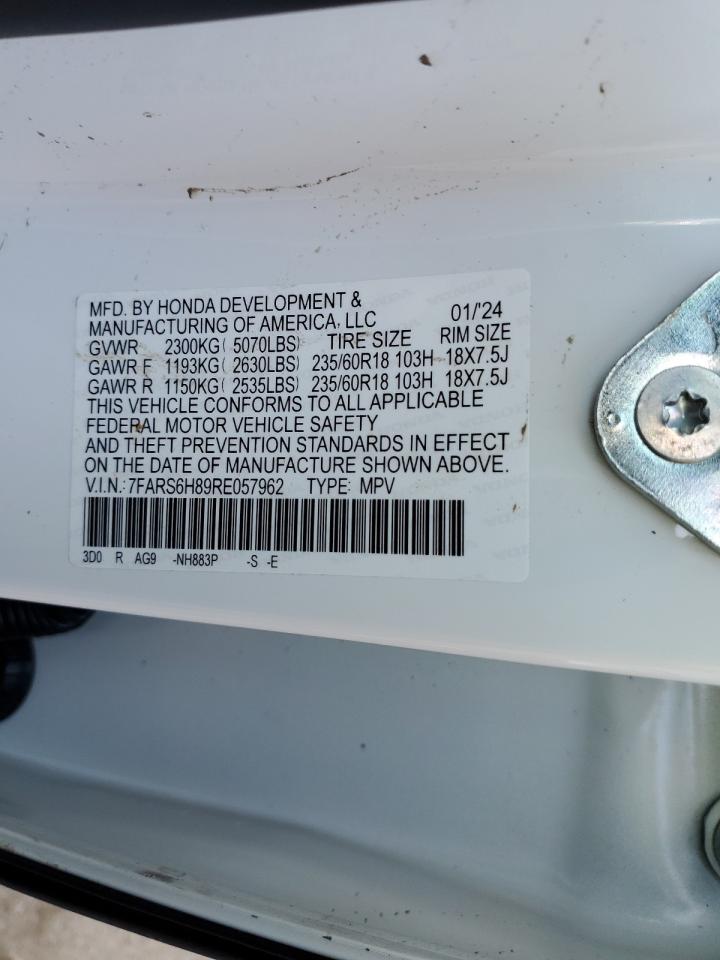 MFD. BY HONDA DEVELOPMENT &
MANUFACTURING OF AMERICA, LLC 01/'24
GVWR 2300KG( 5070LBS) TIRE SIZE RIM SIZE
GAWR F 1193KG( 2630LBS) 235/60R18 103H 18X7.5J
GAWR R 1150KG( 2535LBS) 235/60R18 103H 18X7.5J
THIS VEHICLE CONFORMS TO ALL APPLICABLE
FEDERAL MOTOR VEHICLE SAFETY
AND THEFT PREVENTION STANDARDS IN EFFECT
ON THE DATE OF MANUFACTURE SHOWN ABOVE.
V.I.N.:7FARS6H89RE057962 TYPE: MPV
3D0 R AG9 -NH883P -S -E